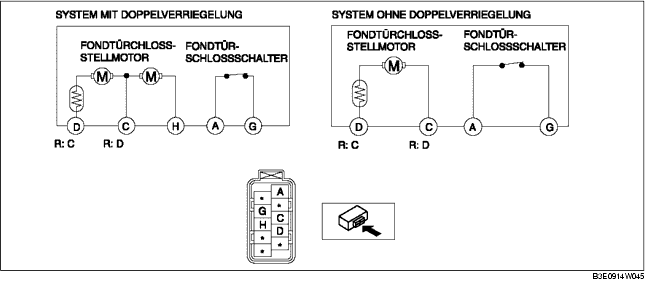 SYSTEM MIT DOPPELVERRIEGELUNG
SYSTEM OHNE DOPPELVERRIEGELUNG
FONDTÜRCHLOSS-
STELLMOTOR
FONDTÜR-
SCHLOSSSCHALTER
M
M
D
C
H
A
G
R: C
R: D
FONDTÜRCHLOSS-
STELLMOTOR
FONDTÜR-
SCHLOSSSCHALTER
M
D
C
A
G
R: C
R: D
A
* *
G C
H D
* *
*
B3E0914W045